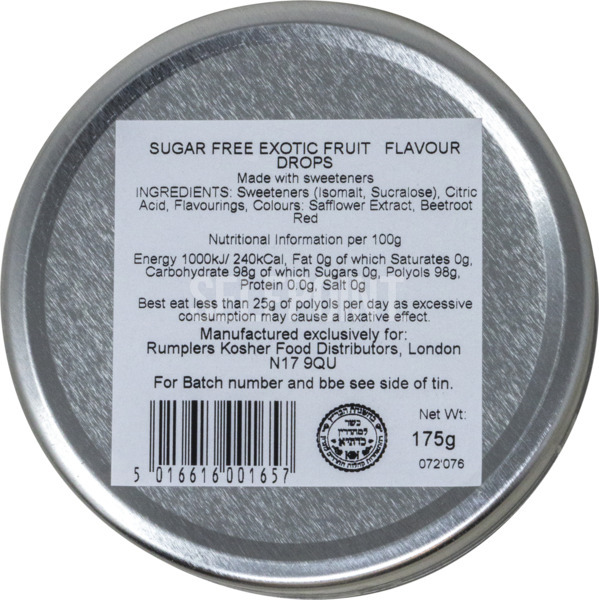 SUGAR FREE EXOTIC FRUIT FLAVOUR
DROPS
Made with sweeteners
INGREDIENTS: Sweeteners (Isomalt, Sucralose), Citric
Acid, Flavourings, Colours: Safflower Extract, Beetroot
Red
Nutritional Information per 100g
Energy 1000kJ/ 240kCal, Fat 0g of which Saturates 0g,
Carbohydrate 98g of which Sugars 0g, Polyols 98g,
Protein 0.0g, Salt 0g
Best eat less than 25g of polyols per day as excessive
consumption may cause a laxative effect.
Manufactured exclusively for:
Rumplers Kosher Food Distributors, London
N17 9QU
For Batch number and bbe see side of tin.
5 016616 001657
כשר
למהדרין
Net Wt:
175g
072'076